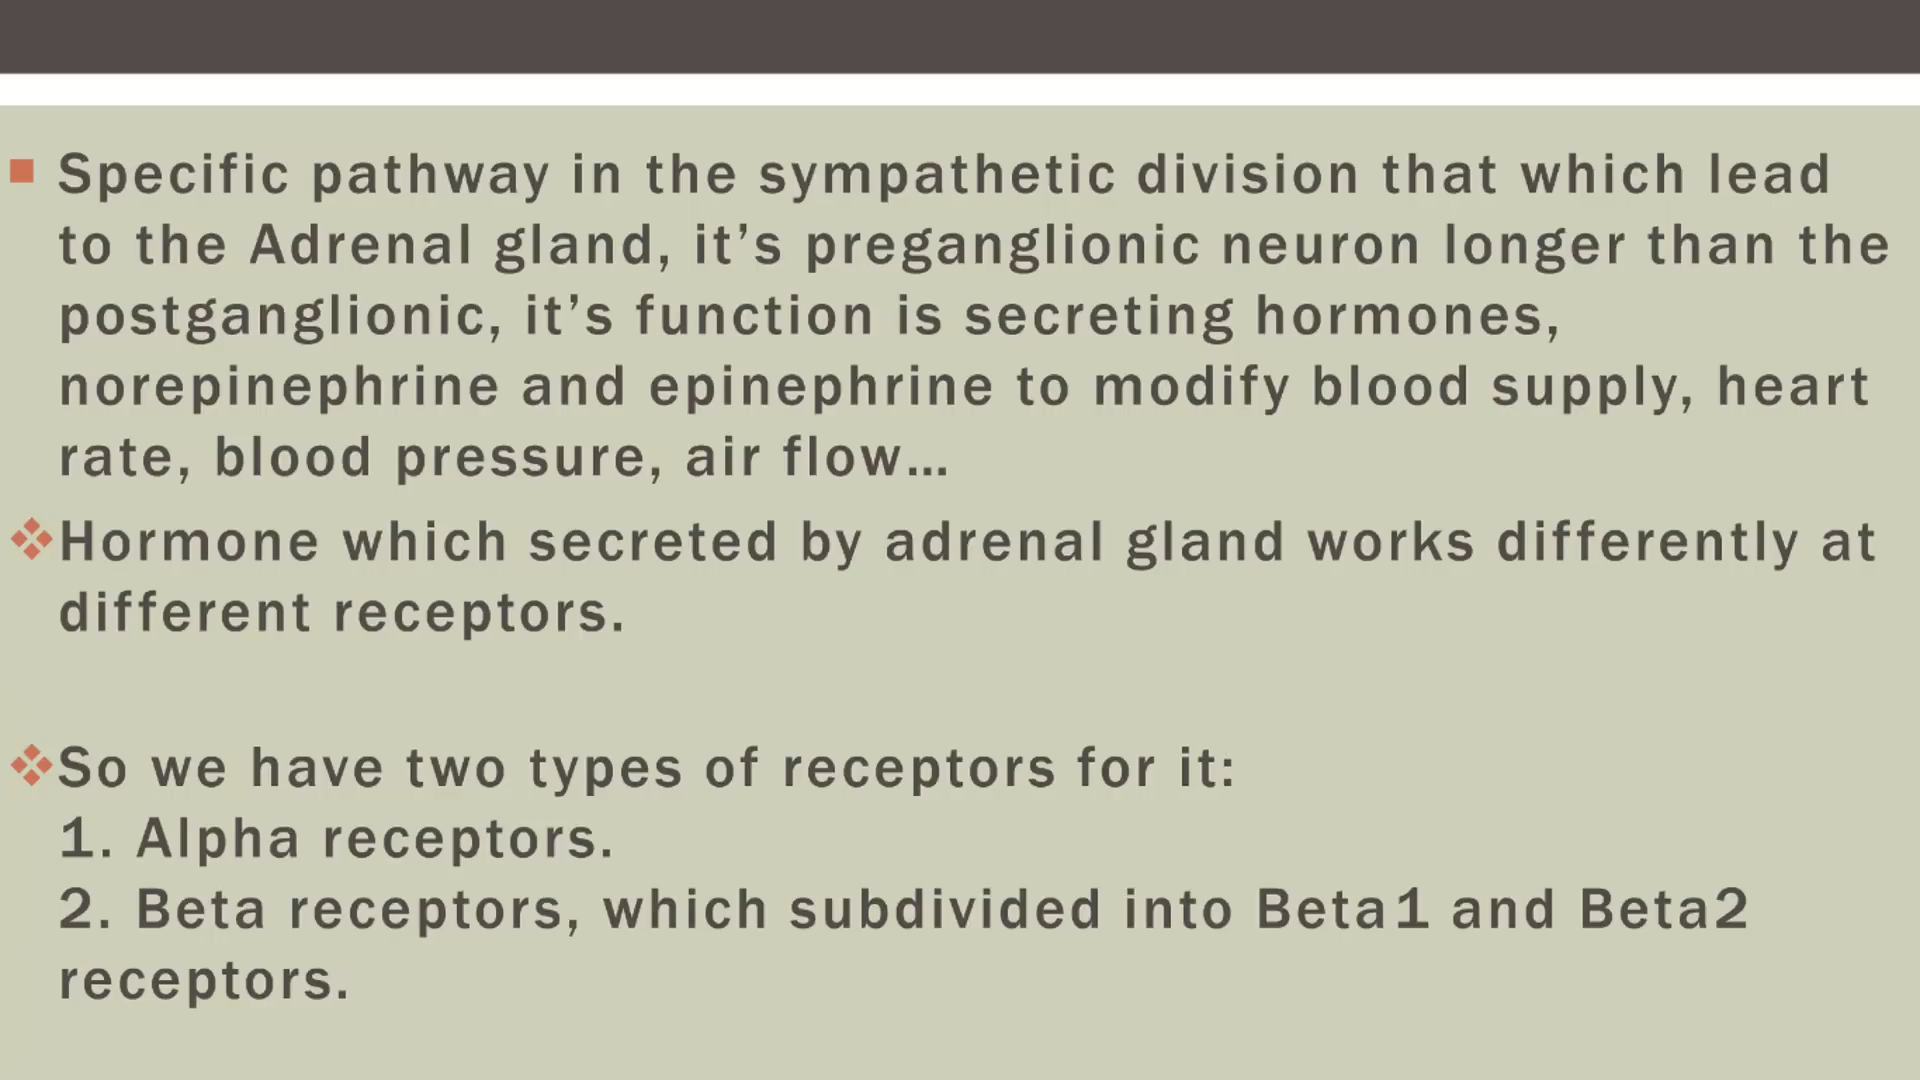 Specific pathway in the sympathetic division that which lead
to the Adrenal gland, it’s preganglionic neuron longer than the
postganglionic, it’s function is secreting hormones,
norepinephrine and epinephrine to modify blood supply, heart
rate, blood pressure, air flow…
Hormone which secreted by adrenal gland works differently at
different receptors.
So we have two types of receptors for it:
1. Alpha receptors.
2. Beta receptors, which subdivided into Beta1 and Beta2
receptors.